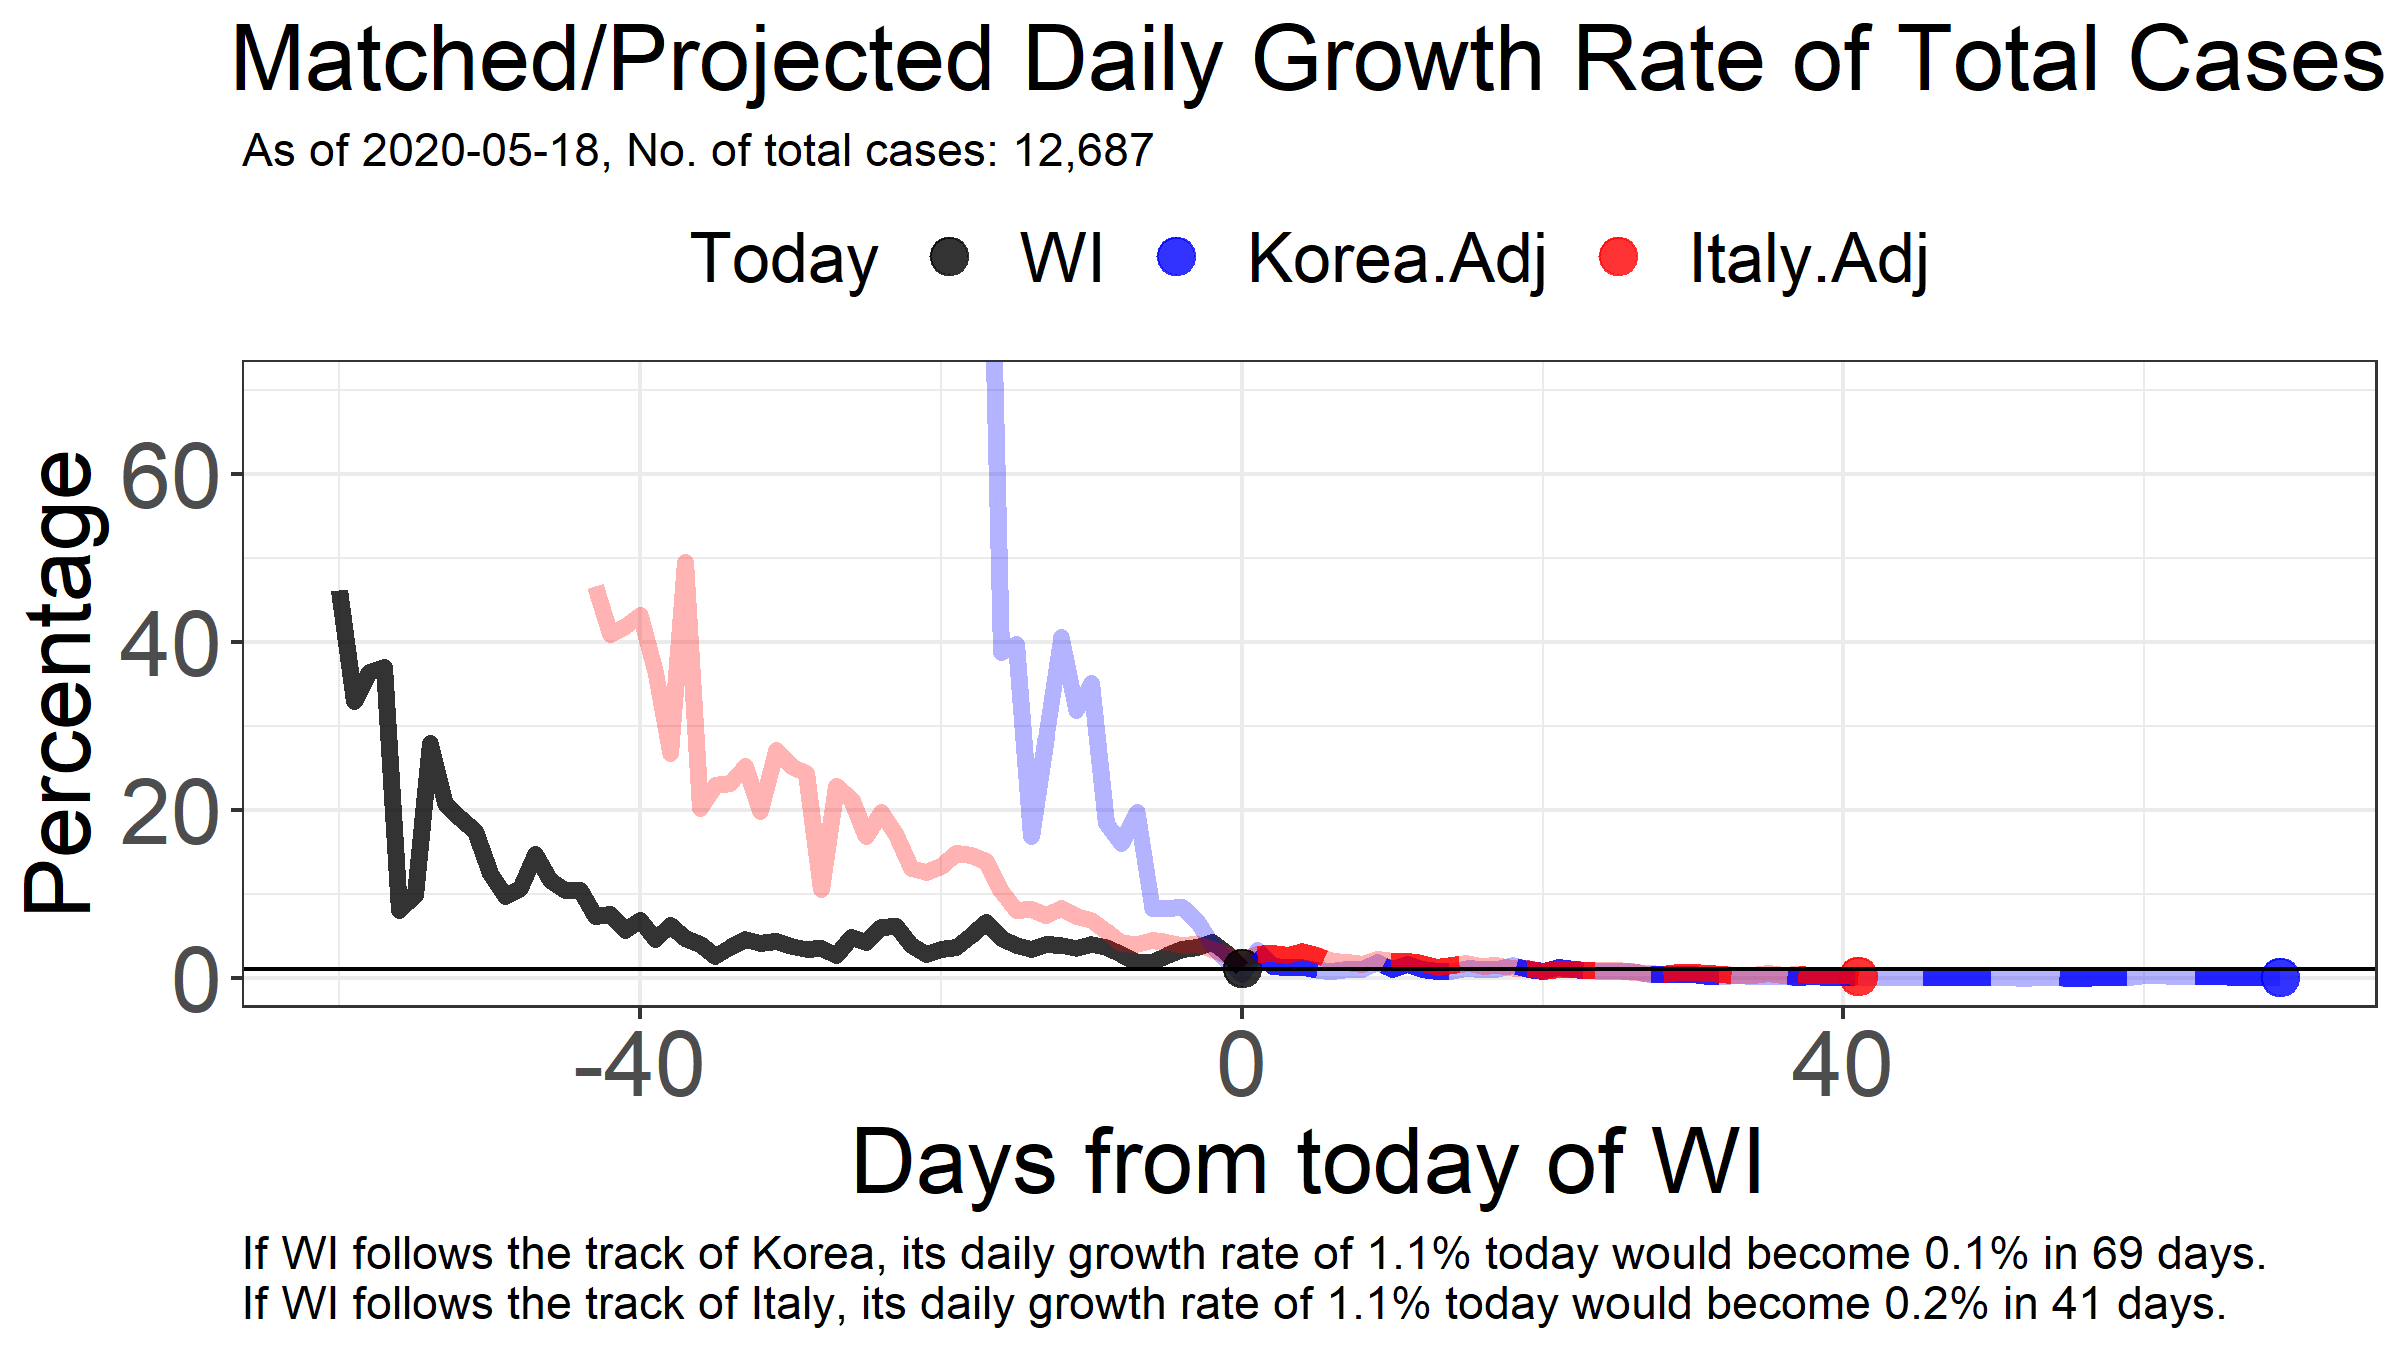 Matched/Projected Daily Growth Rate of Total Cases
As of 2020-05-18, No. of total cases: 12,687
Today WI Korea.Adj Italy.Adj
Percentage
60
40
20
0
-40 0 40
Days from today of WI
If WI follows the track of Korea, its daily growth rate of 1.1% today would become 0.1% in 69 days.
If WI follows the track of Italy, its daily growth rate of 1.1% today would become 0.2% in 41 days.